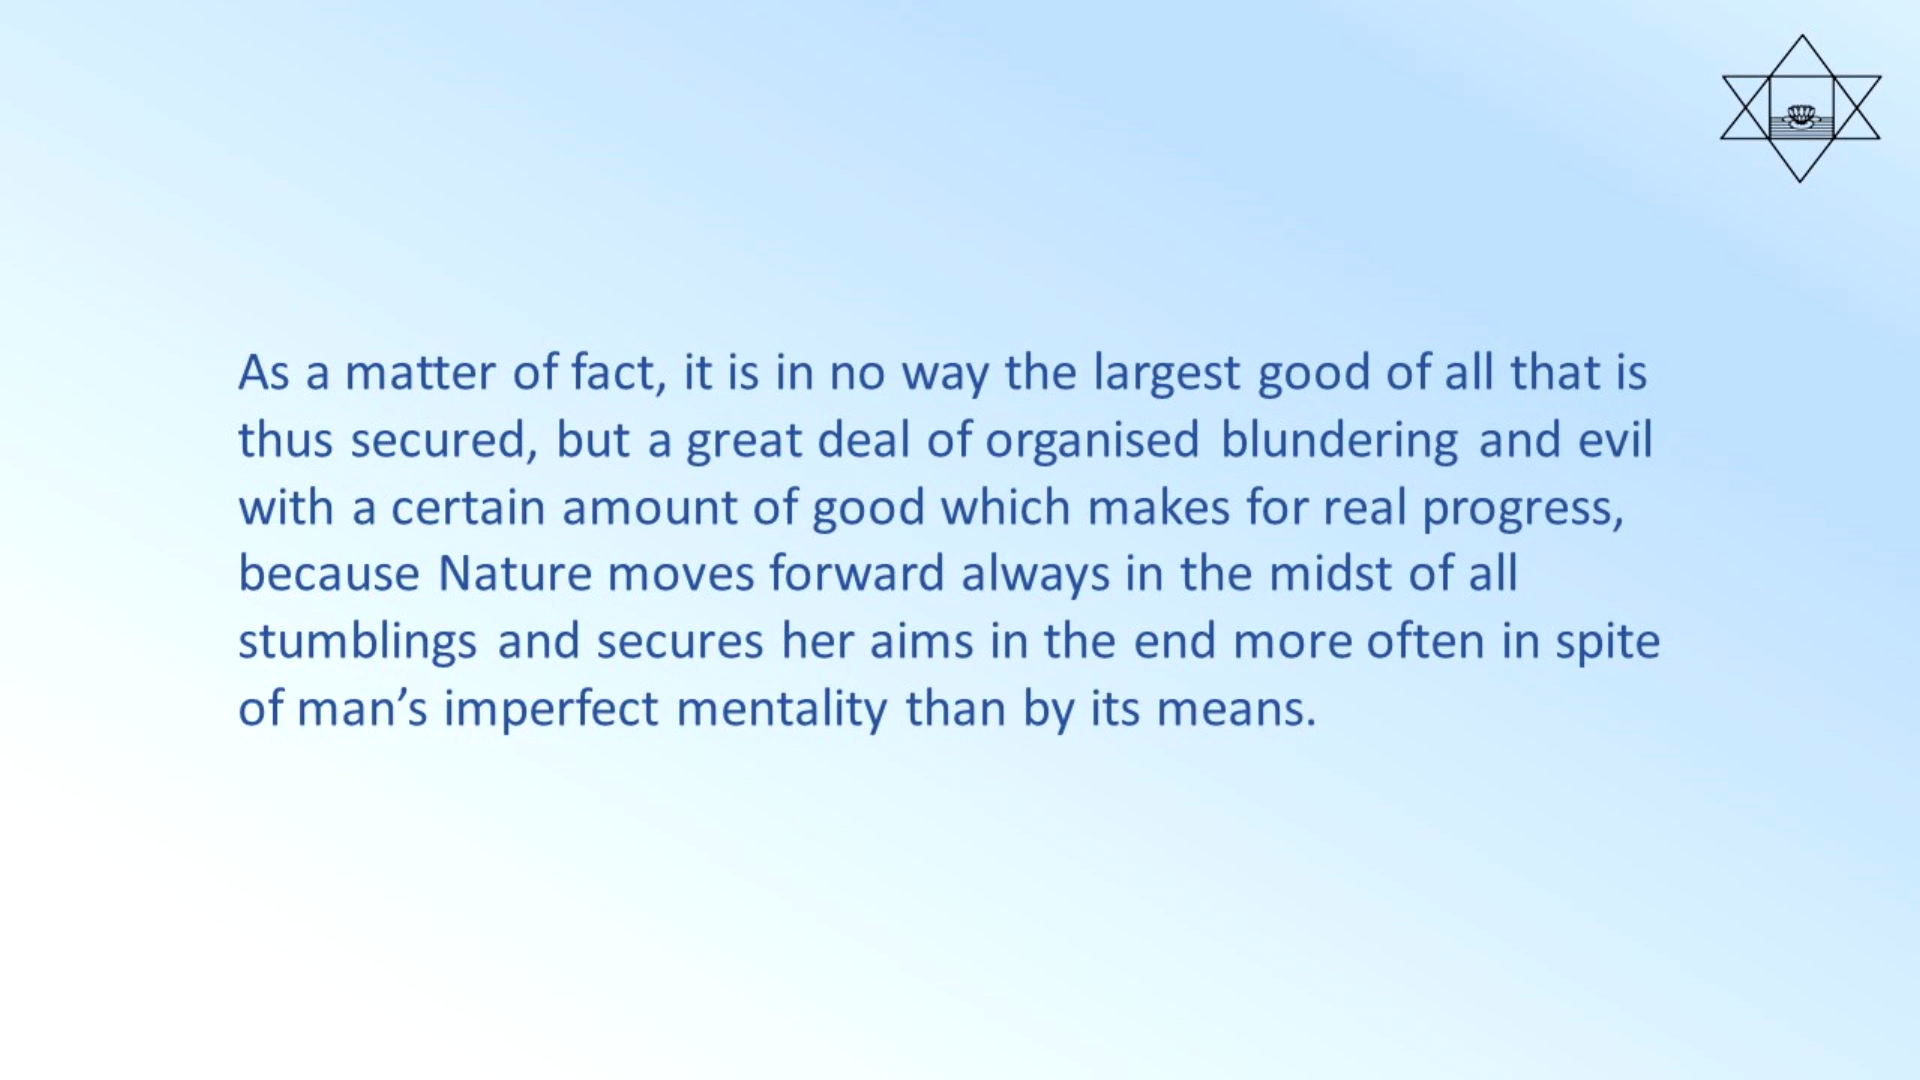 As a matter of fact, it is in no way the largest good of all that is
thus secured, but a great deal of organised blundering and evil
with a certain amount of good which makes for real progress,
because Nature moves forward always in the midst of all
stumblings and secures her aims in the end more often in spite
of man’s imperfect mentality than by its means.